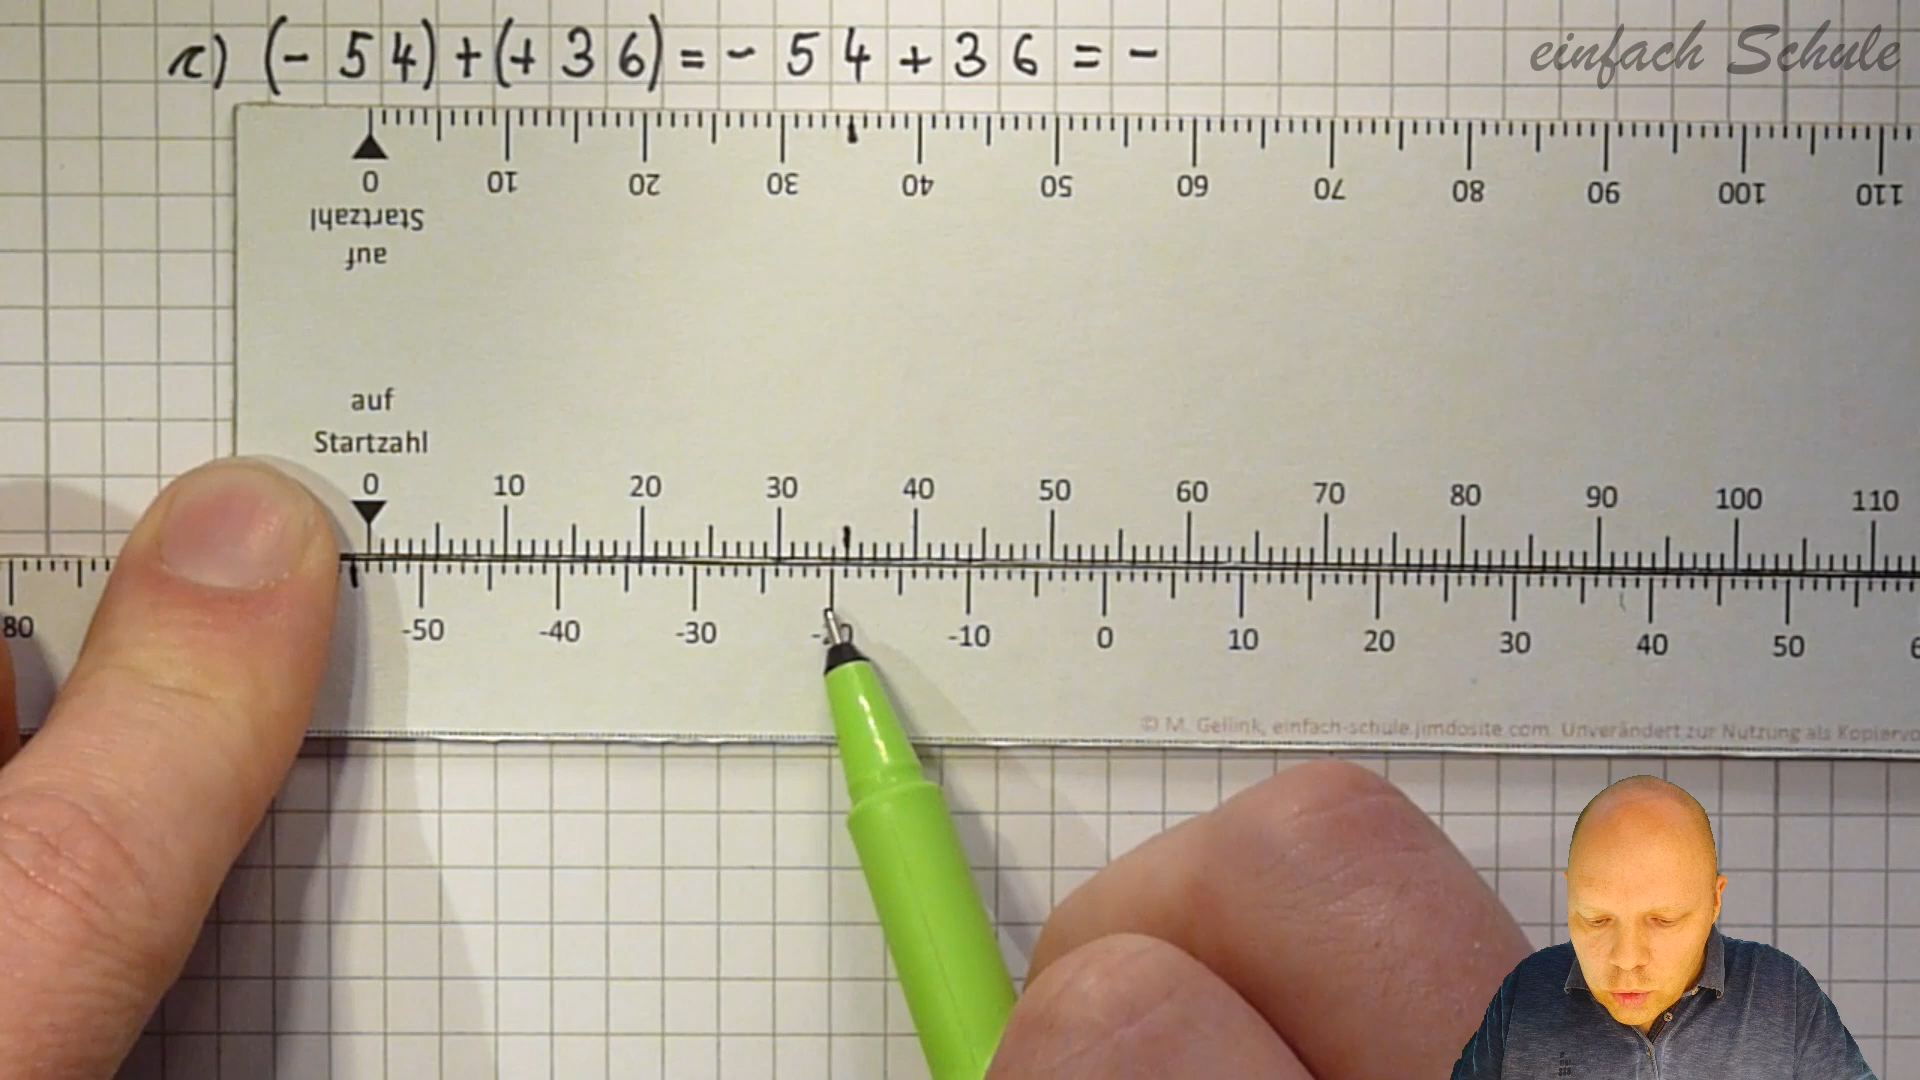 c) (- 54) + (+ 36) = - 54 + 36 = -
einfach Schule
0 10 20 30 40 50 60 70 80 90 100 110
Startzahl
auf
auf
Startzahl
0 10 20 30 40 50 60 70 80 90 100 110
80 -50 -40 -30 -10 0 10 20 30 40 50
© M. Gellink, einfach-schule.jimdosite.com. Unverändert zur Nutzung als